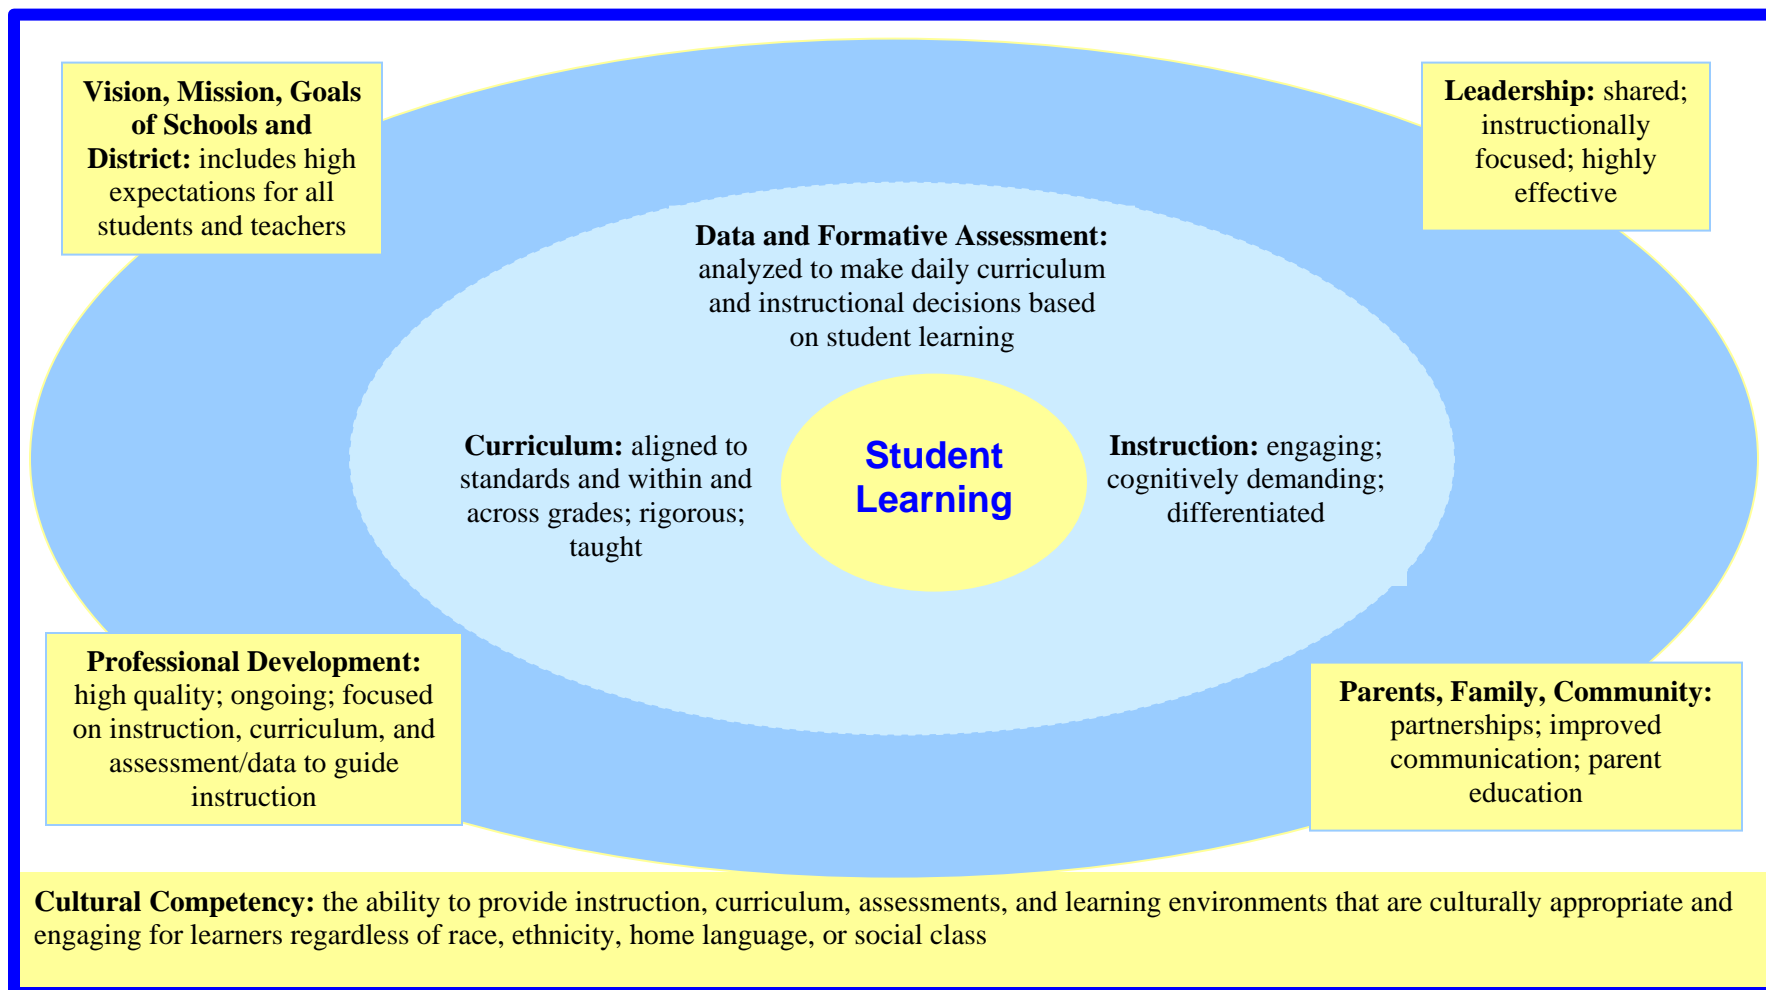 Vision, Mission, Goals
of Schools and
District: includes high
expectations for all
students and teachers
Leadership: shared;
instructionally
focused; highly
effective
Data and Formative Assessment:
analyzed to make daily curriculum
and instructional decisions based
on student learning
Curriculum: aligned to
standards and within and
across grades; rigorous;
taught
Student
Learning
Instruction: engaging;
cognitively demanding;
differentiated
Professional Development:
high quality; ongoing; focused
on instruction, curriculum, and
assessment/data to guide
instruction
Parents, Family, Community:
partnerships; improved
communication; parent
education
Cultural Competency: the ability to provide instruction, curriculum, assessments, and learning environments that are culturally appropriate and
engaging for learners regardless of race, ethnicity, home language, or social class